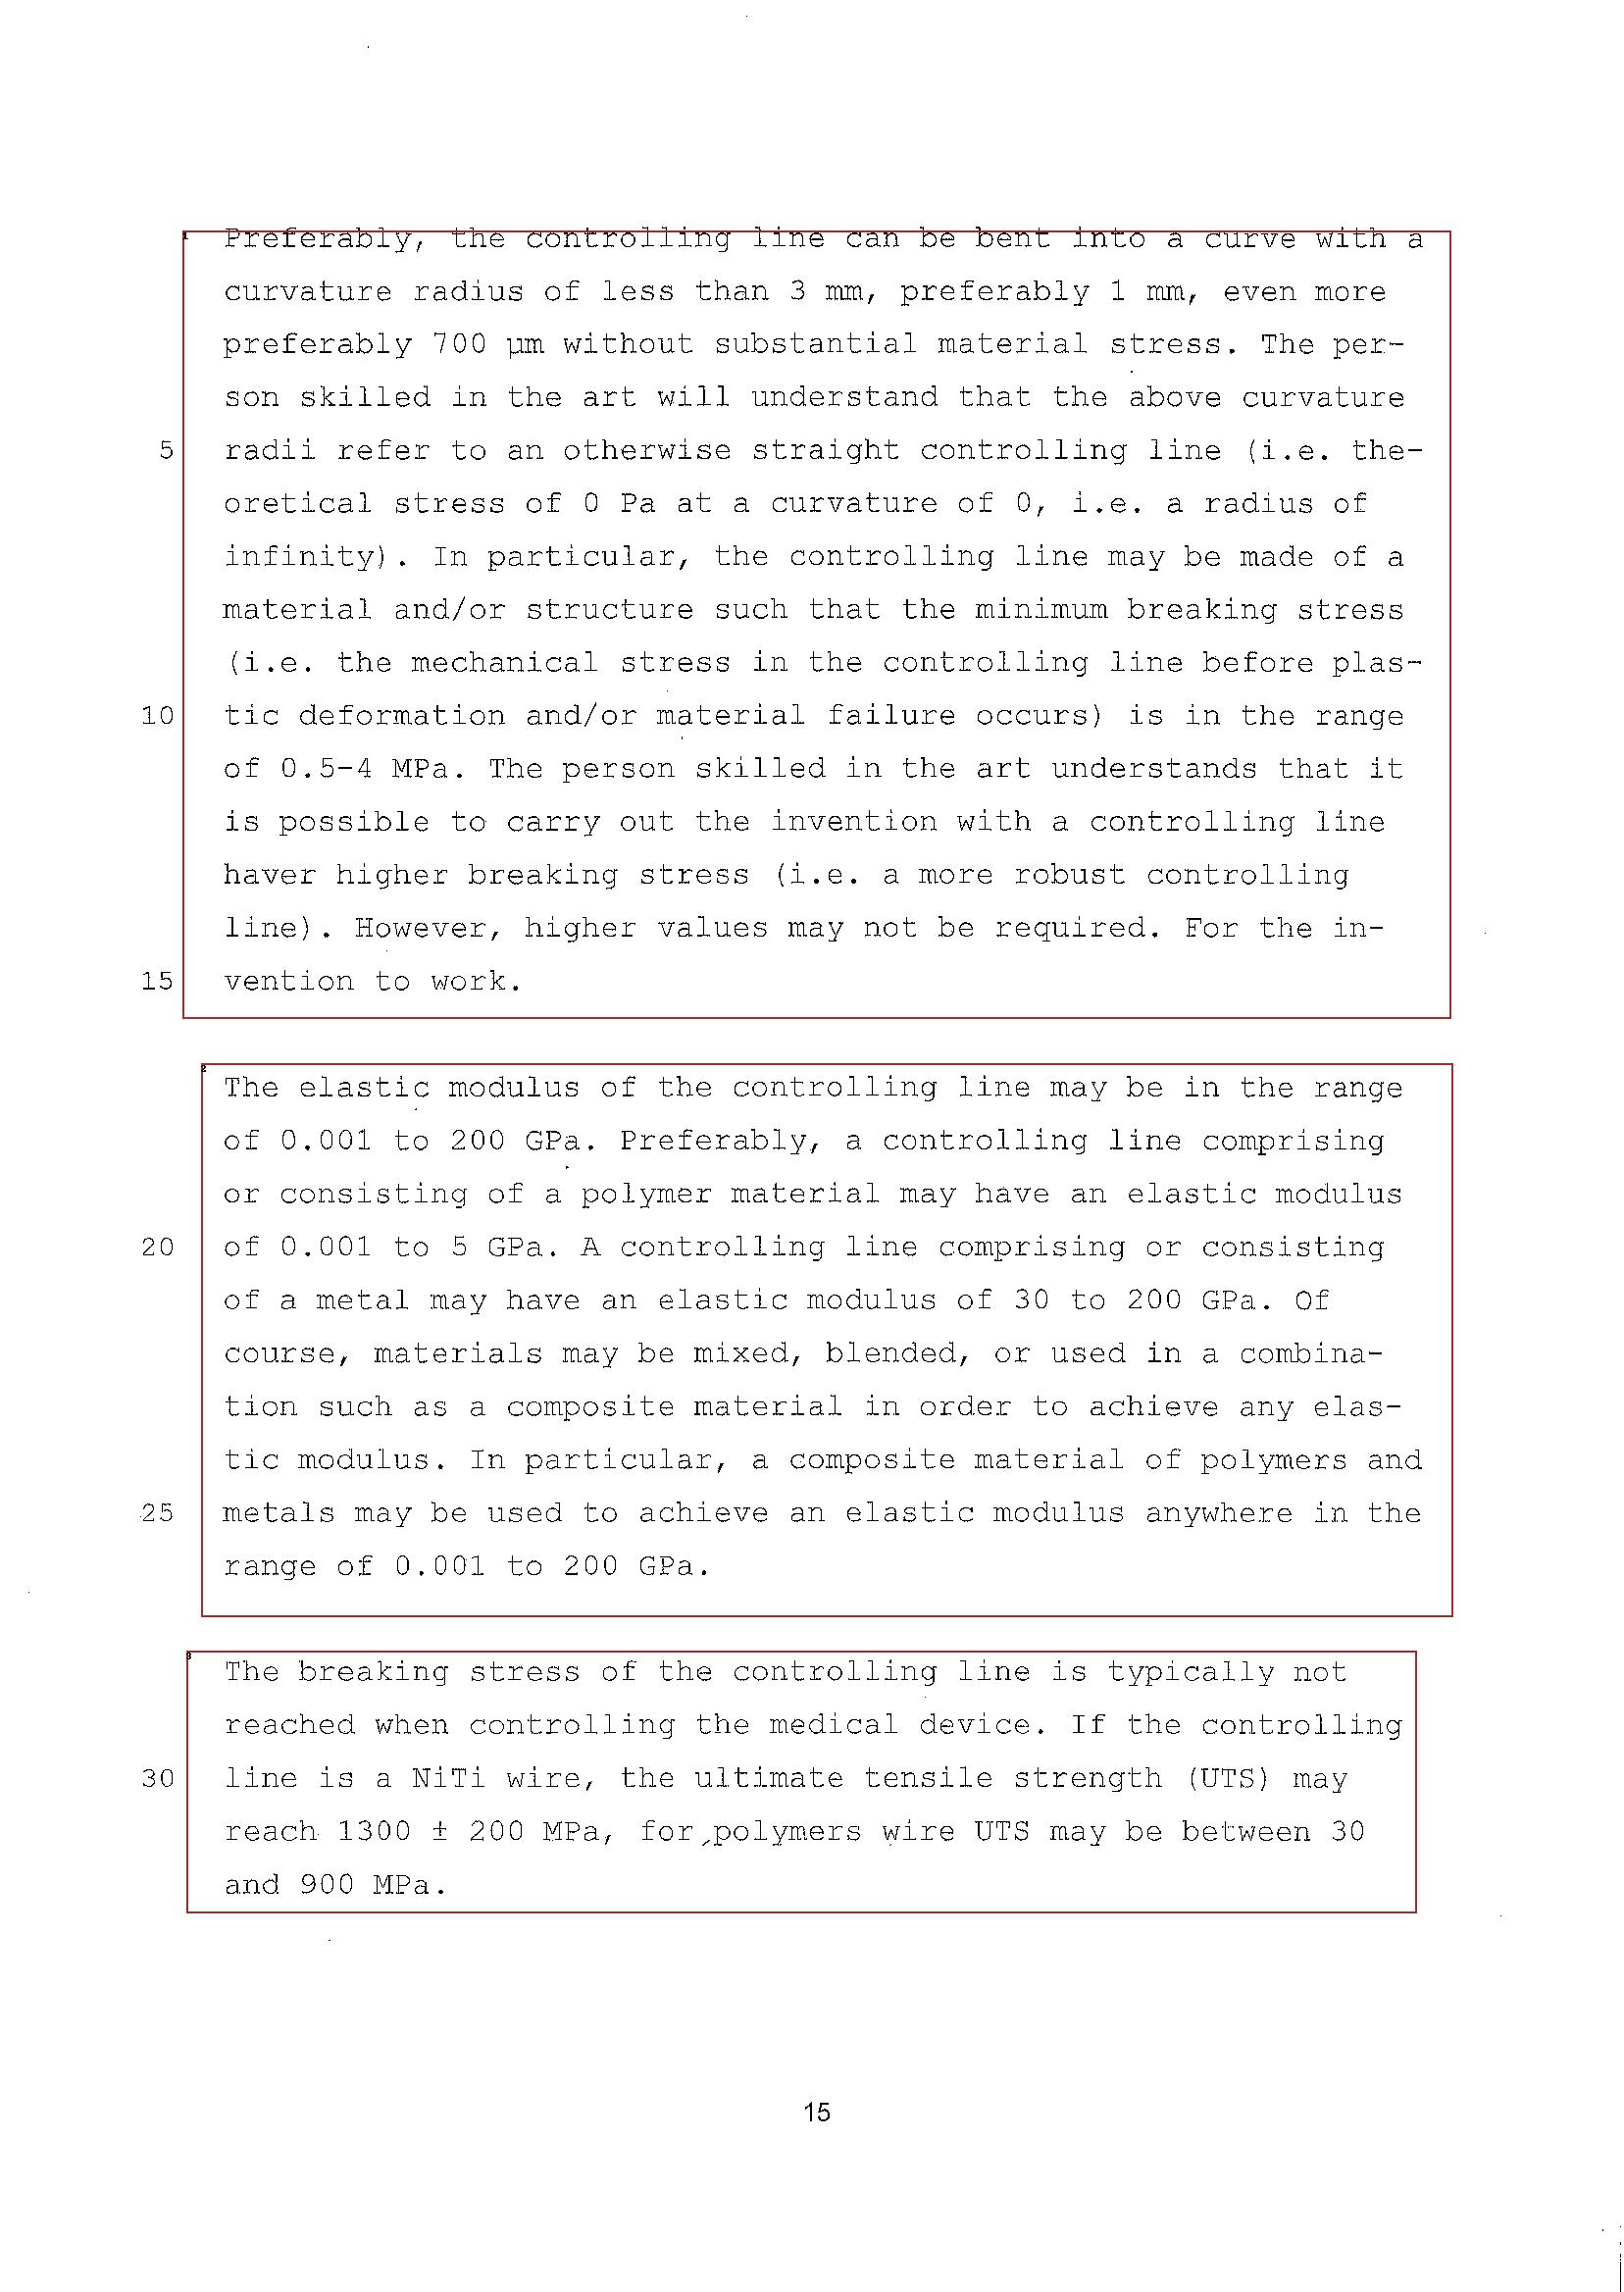 Preferably, the controlling line can be bent into a curve with a
curvature radius of less than 3 mm, preferably 1 mm, even more
preferably 700 µm without substantial material stress. The per-
son skilled in the art will understand that the above curvature
5 radii refer to an otherwise straight controlling line (i.e. the-
oretical stress of 0 Pa at a curvature of 0, i.e. a radius of
infinity). In particular, the controlling line may be made of a
material and/or structure such that the minimum breaking stress
(i.e. the mechanical stress in the controlling line before plas-
10 tic deformation and/or material failure occurs) is in the range
of 0.5-4 MPa. The person skilled in the art understands that it
is possible to carry out the invention with a controlling line
haver higher breaking stress (i.e. a more robust controlling
line). However, higher values may not be required. For the in-
15 vention to work.
The elastic modulus of the controlling line may be in the range
of 0.001 to 200 GPa. Preferably, a controlling line comprising
or consisting of a polymer material may have an elastic modulus
20 of 0.001 to 5 GPa. A controlling line comprising or consisting
of a metal may have an elastic modulus of 30 to 200 GPa. Of
course, materials may be mixed, blended, or used in a combina-
tion such as a composite material in order to achieve any elas-
tic modulus. In particular, a composite material of polymers and
25 metals may be used to achieve an elastic modulus anywhere in the
range of 0.001 to 200 GPa.
The breaking stress of the controlling line is typically not
reached when controlling the medical device. If the controlling
30 line is a NiTi wire, the ultimate tensile strength (UTS) may
reach 1300 ± 200 MPa, for polymers wire UTS may be between 30
and 900 MPa.
15